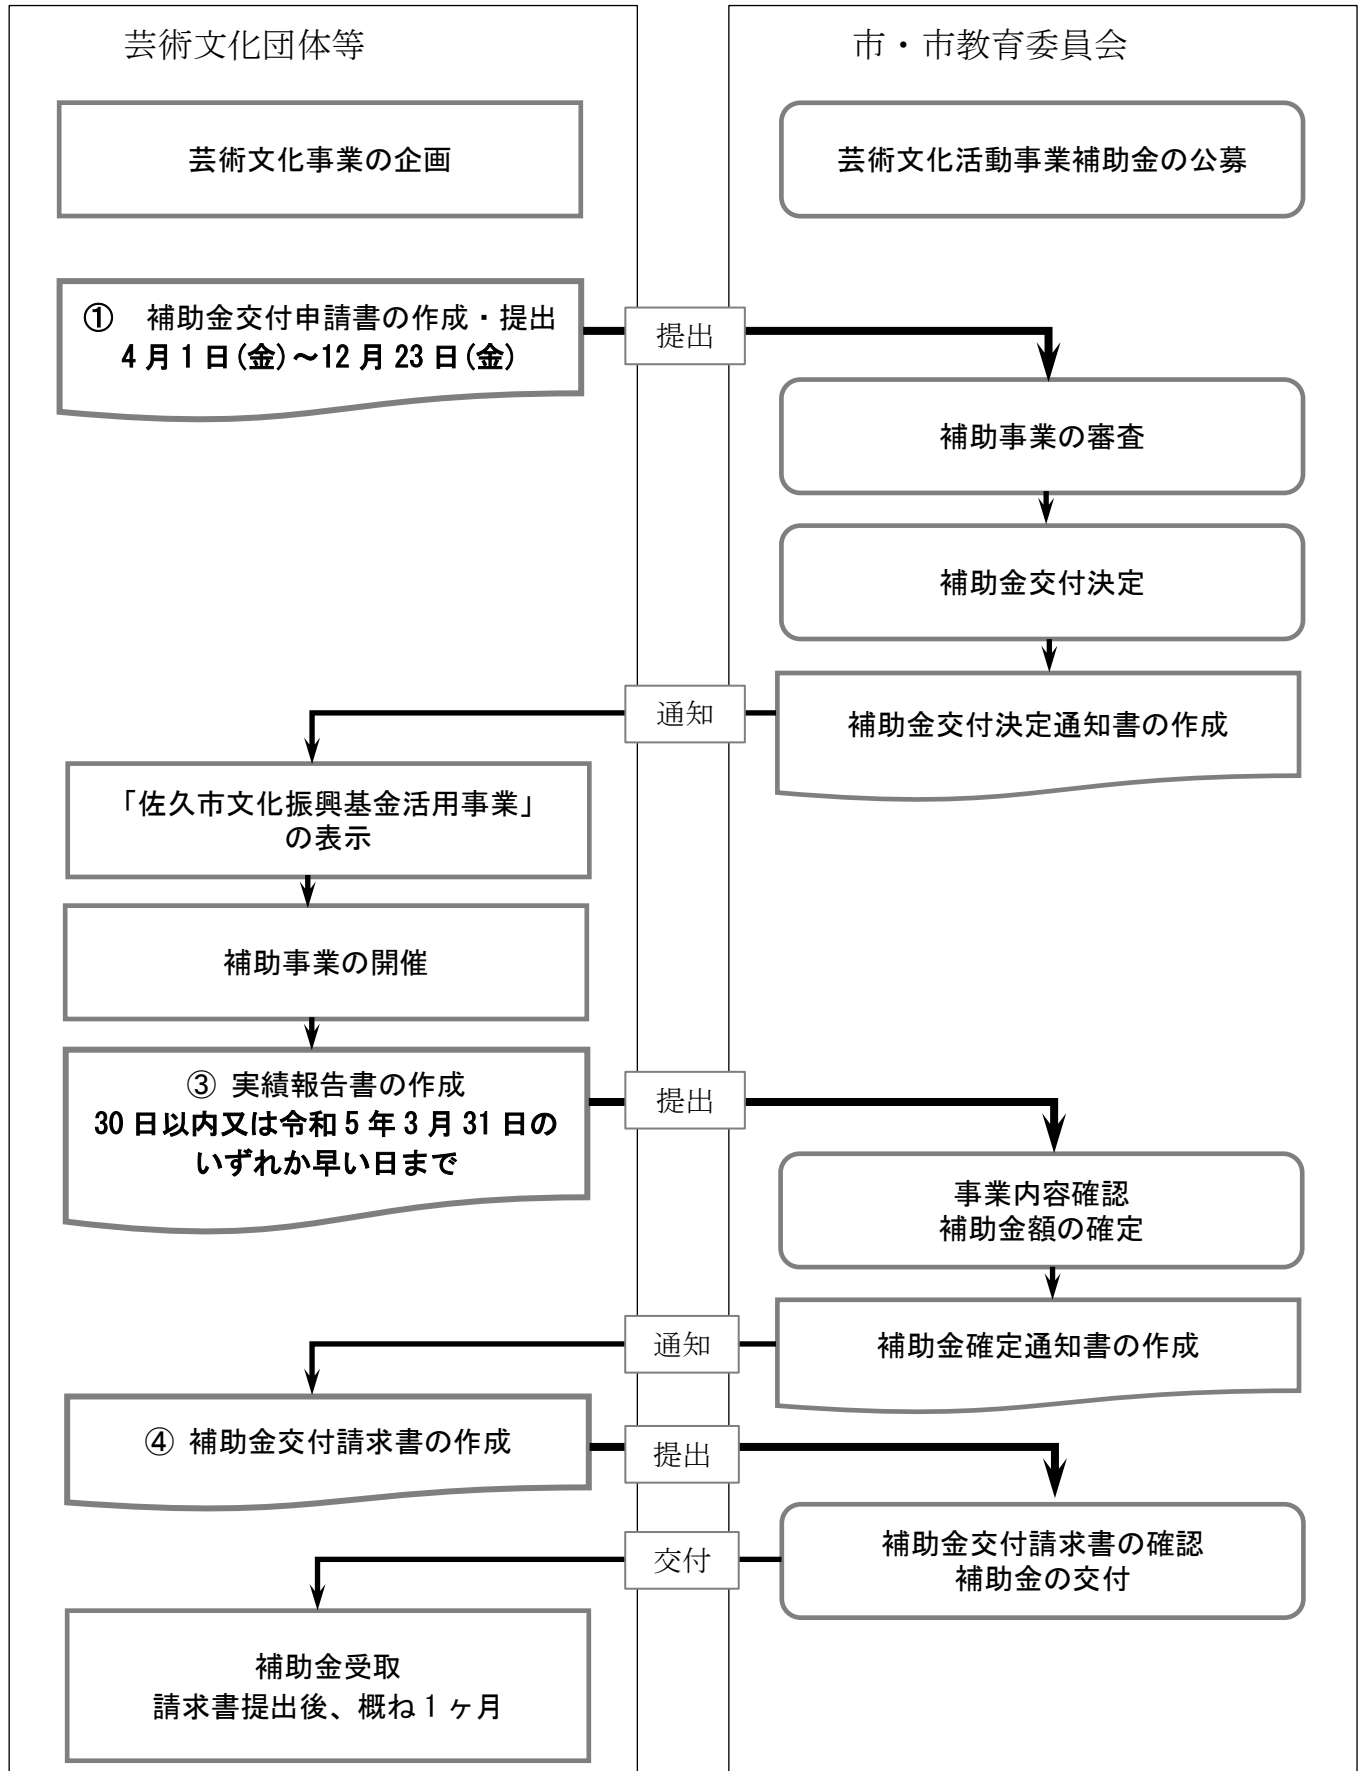 芸術文化団体等
市・市教育委員会
芸術文化事業の企画
芸術文化活動事業補助金の公募
① 補助金交付申請書の作成・提出
4月1日(金)～12月23日(金)
提出
補助事業の審査
補助金交付決定
通知
補助金交付決定通知書の作成
「佐久市文化振興基金活用事業」
の表示
補助事業の開催
③ 実績報告書の作成
30日以内又は令和5年3月31日の
いずれか早い日まで
提出
事業内容確認
補助金額の確定
通知
補助金確定通知書の作成
④ 補助金交付請求書の作成
提出
補助金交付請求書の確認
補助金の交付
交付
補助金受取
請求書提出後、概ね1ヶ月